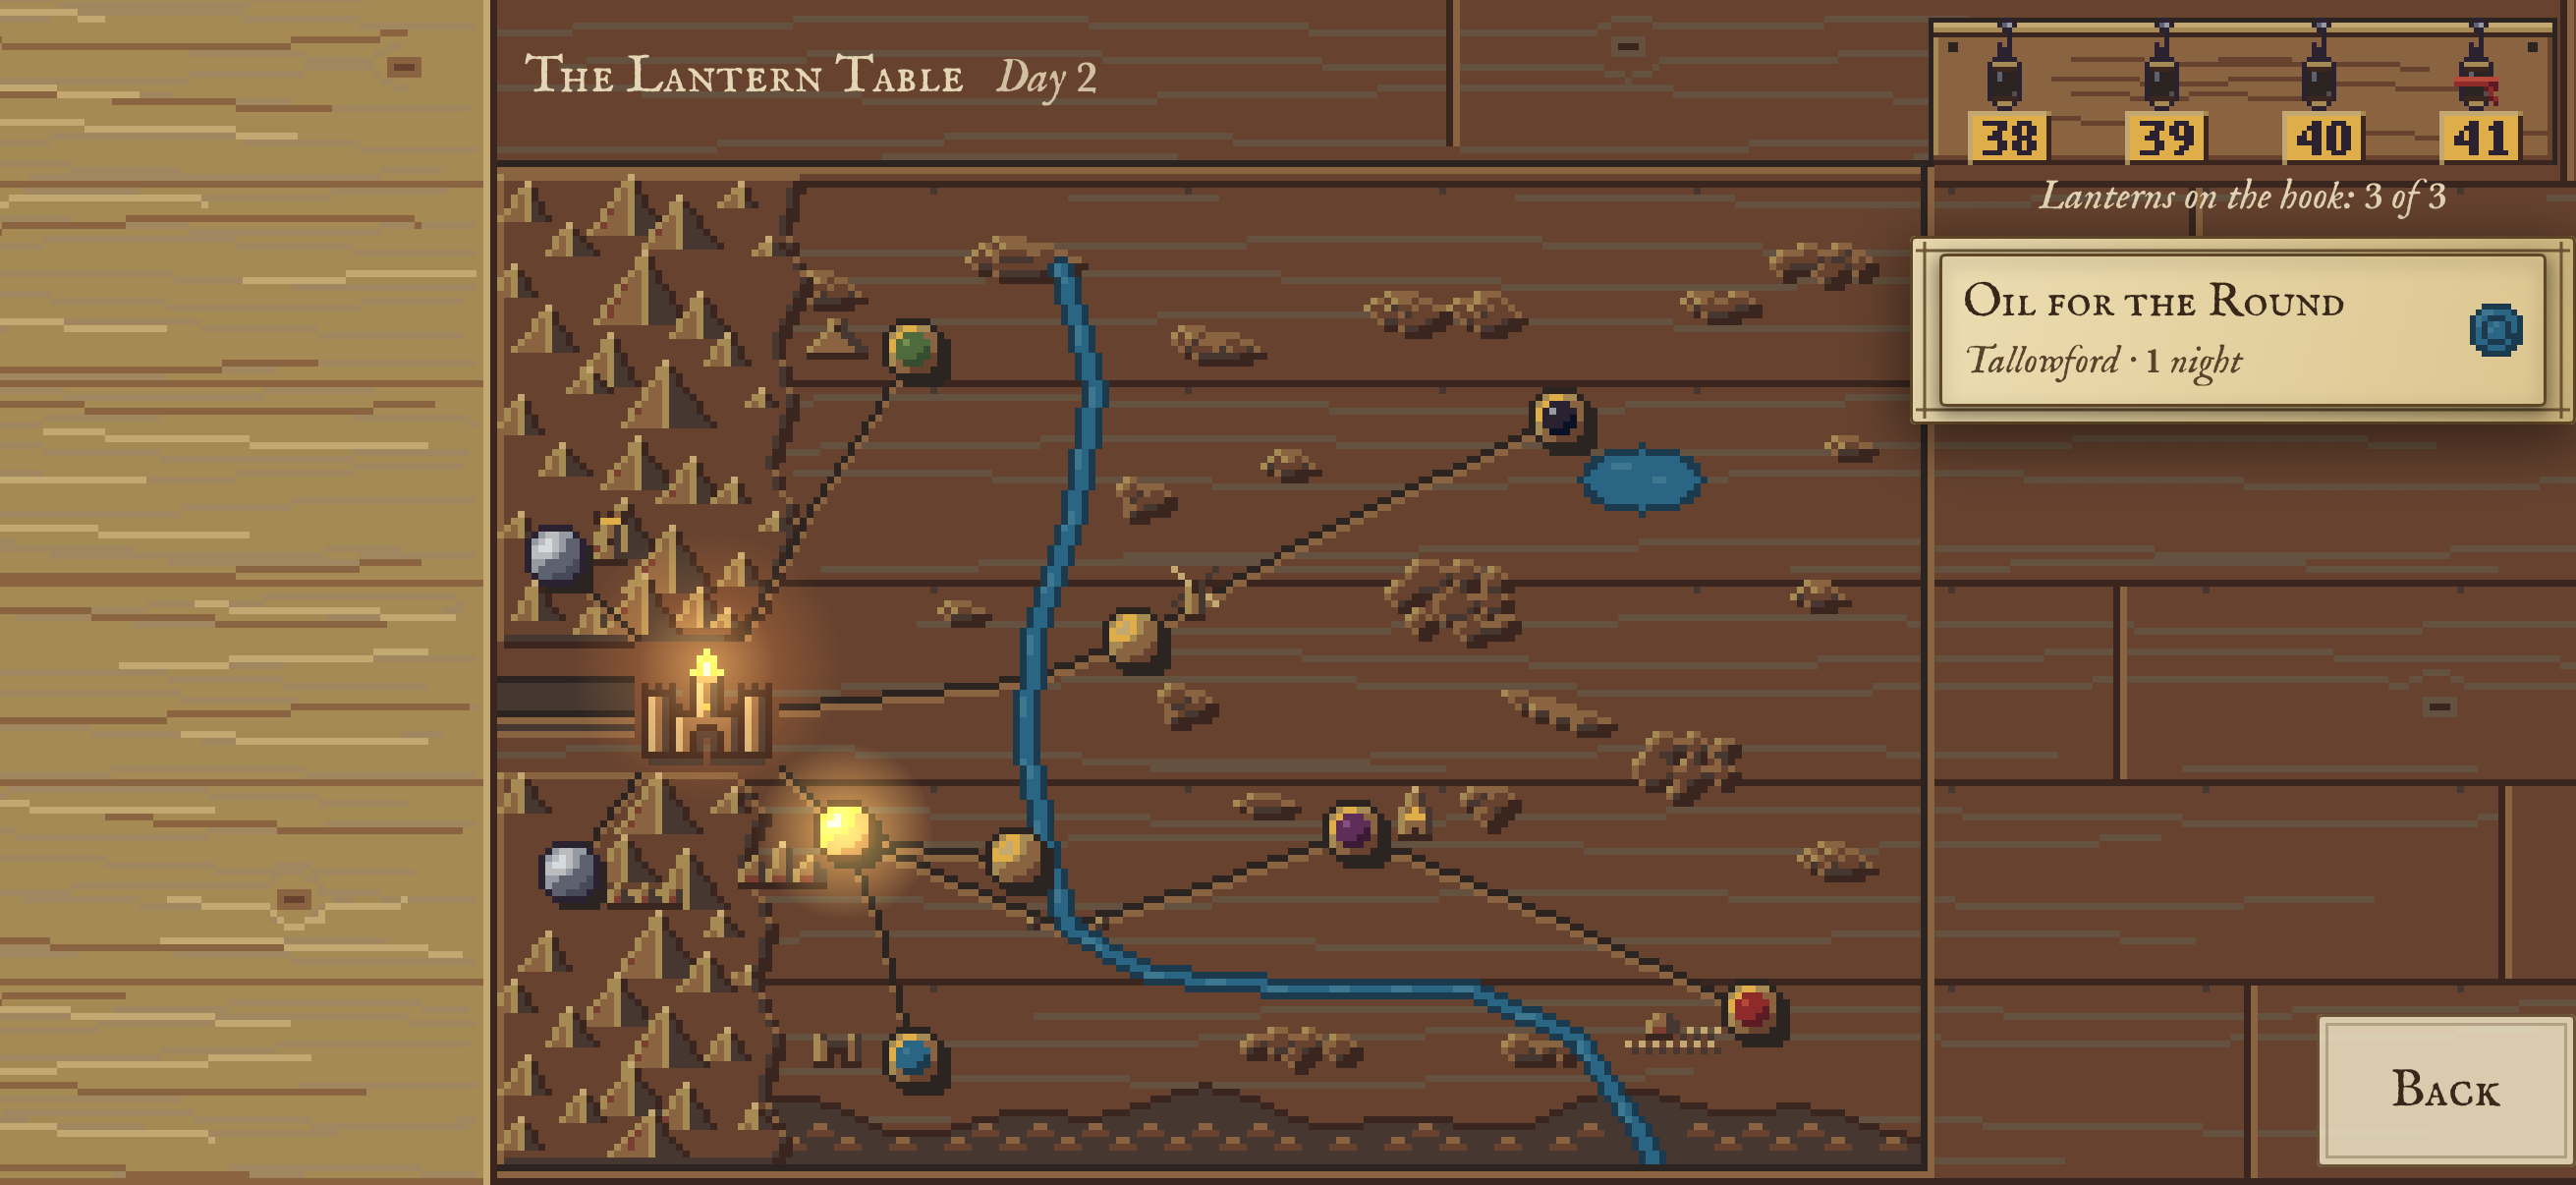 The Lantern Table Day 2
38 39 40 41
Lanterns on the hook: 3 of 3
Oil for the Round
Tallowford · 1 night
Back